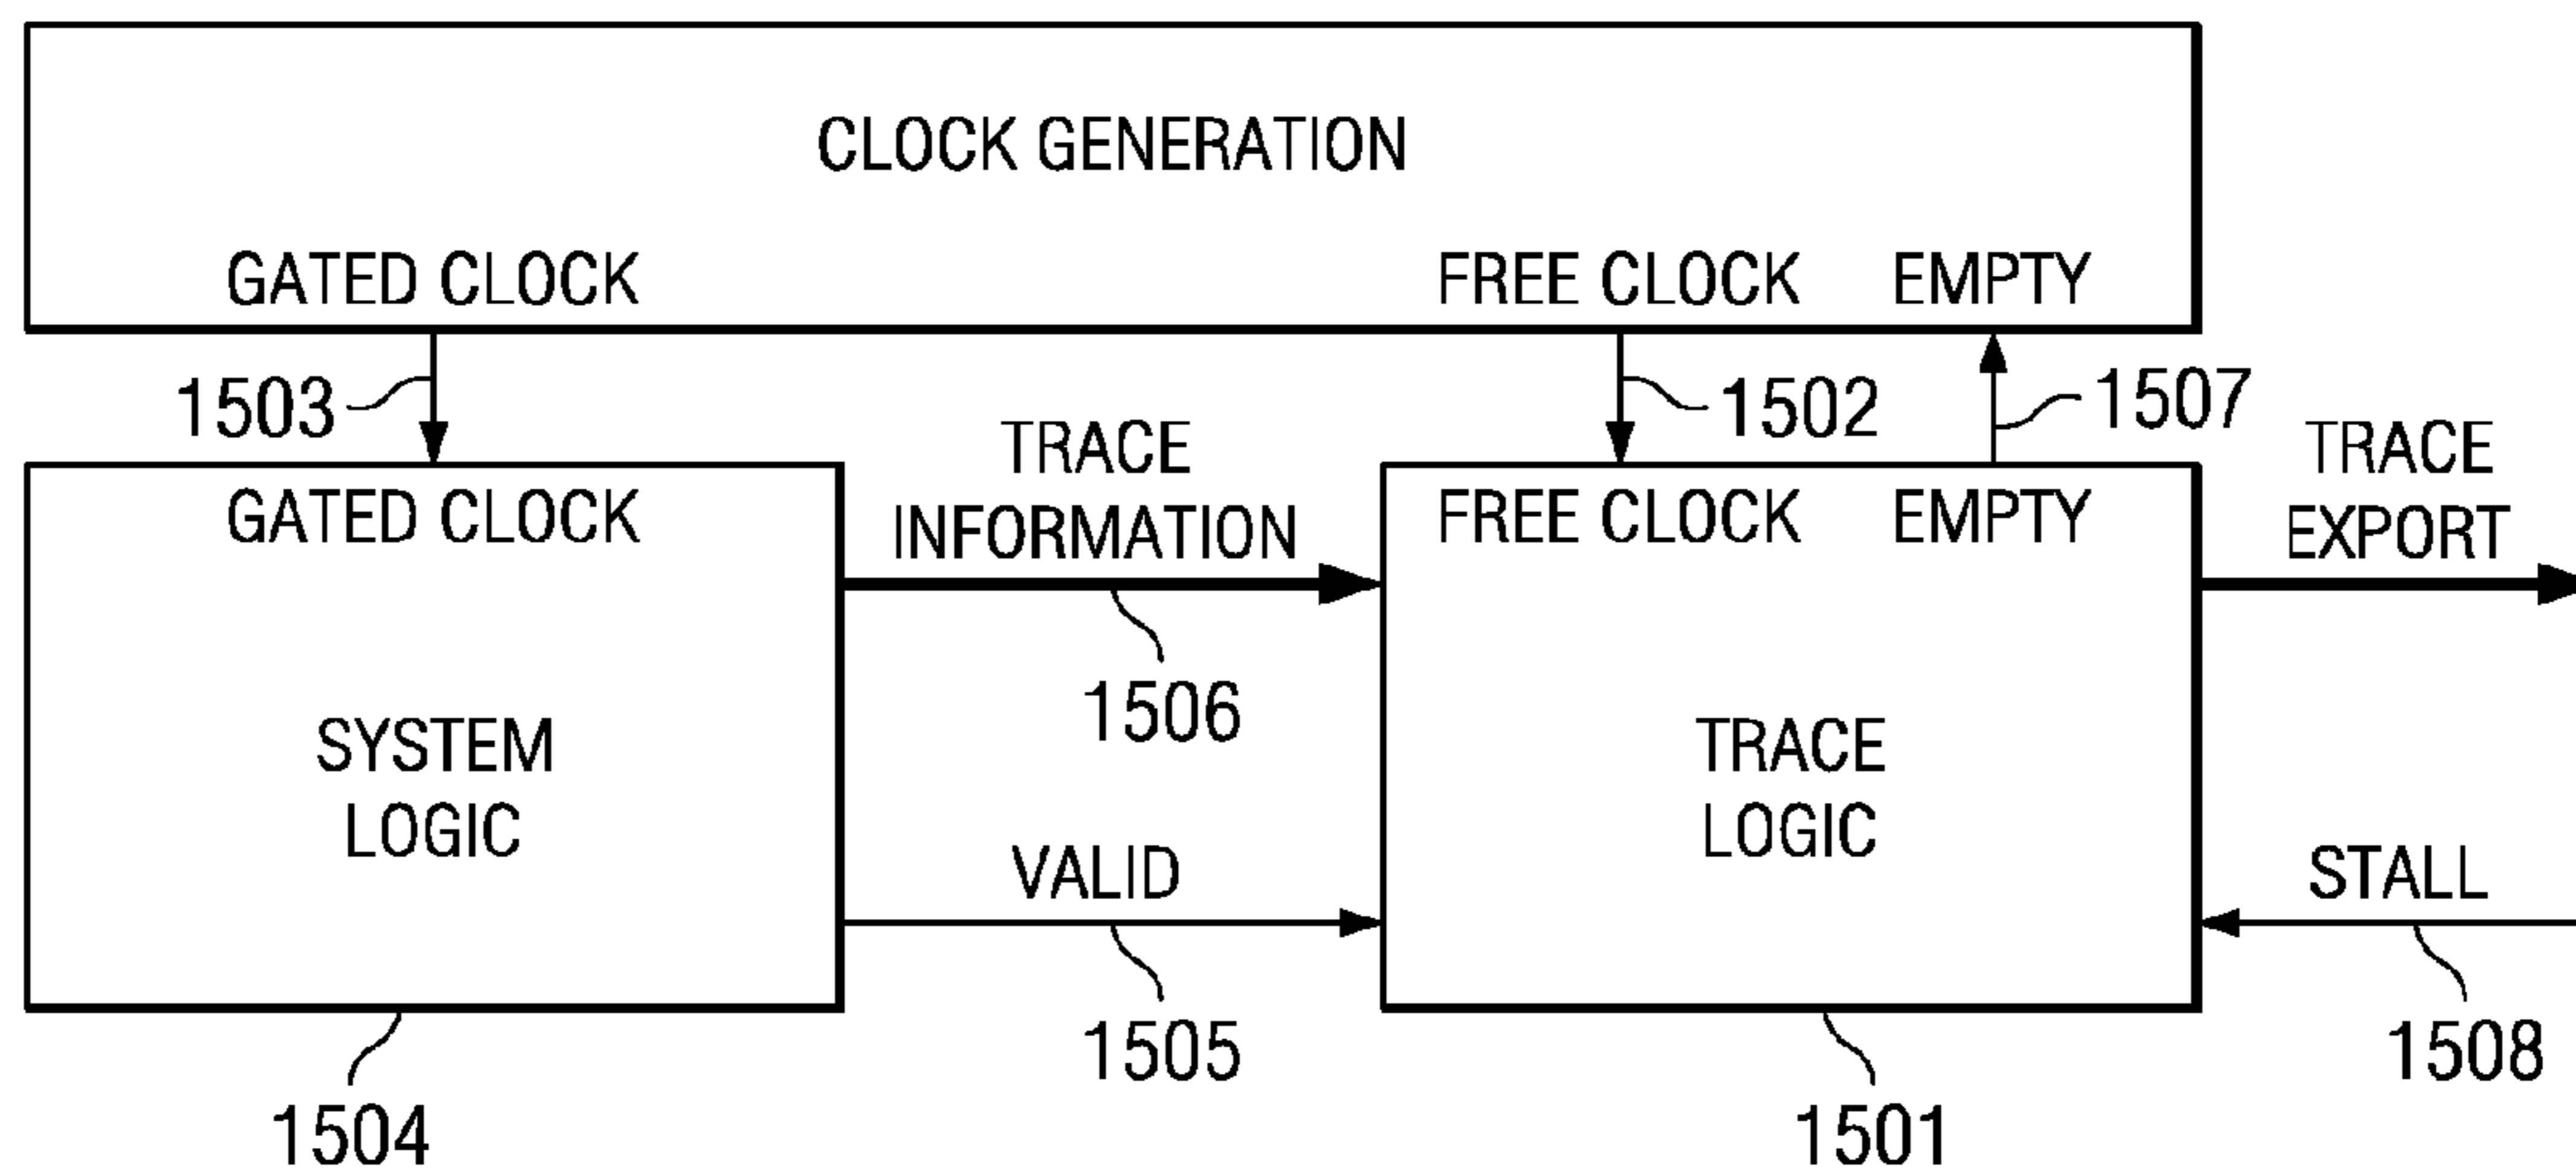 CLOCK GENERATION
GATED CLOCK
FREE CLOCK
EMPTY
1503
1502
1507
TRACE
INFORMATION
TRACE
EXPORT
GATED CLOCK
FREE CLOCK
EMPTY
1506
SYSTEM
LOGIC
TRACE
LOGIC
VALID
STALL
1505
1508
1504
1501